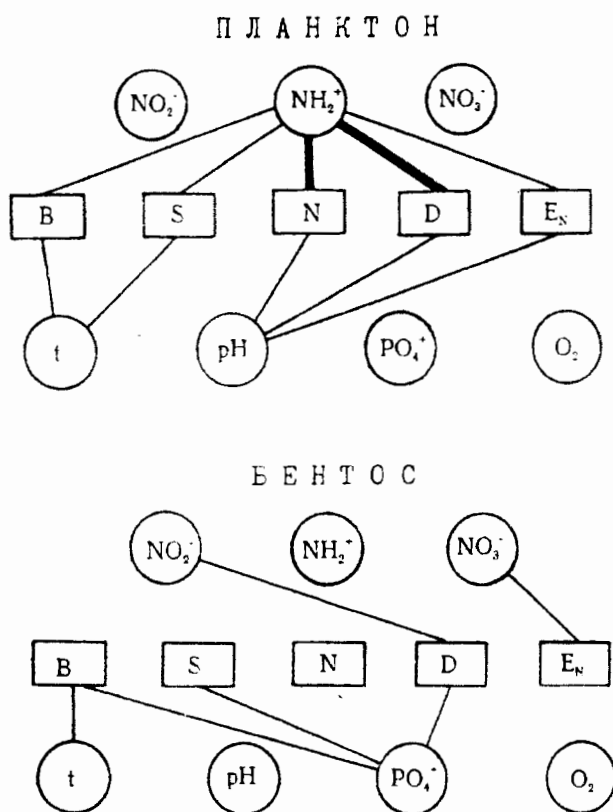 ПЛАНКТОН
NO₂⁻ NH₂⁺ NO₃⁻
B S N D E_N
t pH PO₄⁺ O₂
БЕНТОС
NO₂⁻ NH₂⁺ NO₃⁻
B S N D E_N
t pH PO₄⁻ O₂